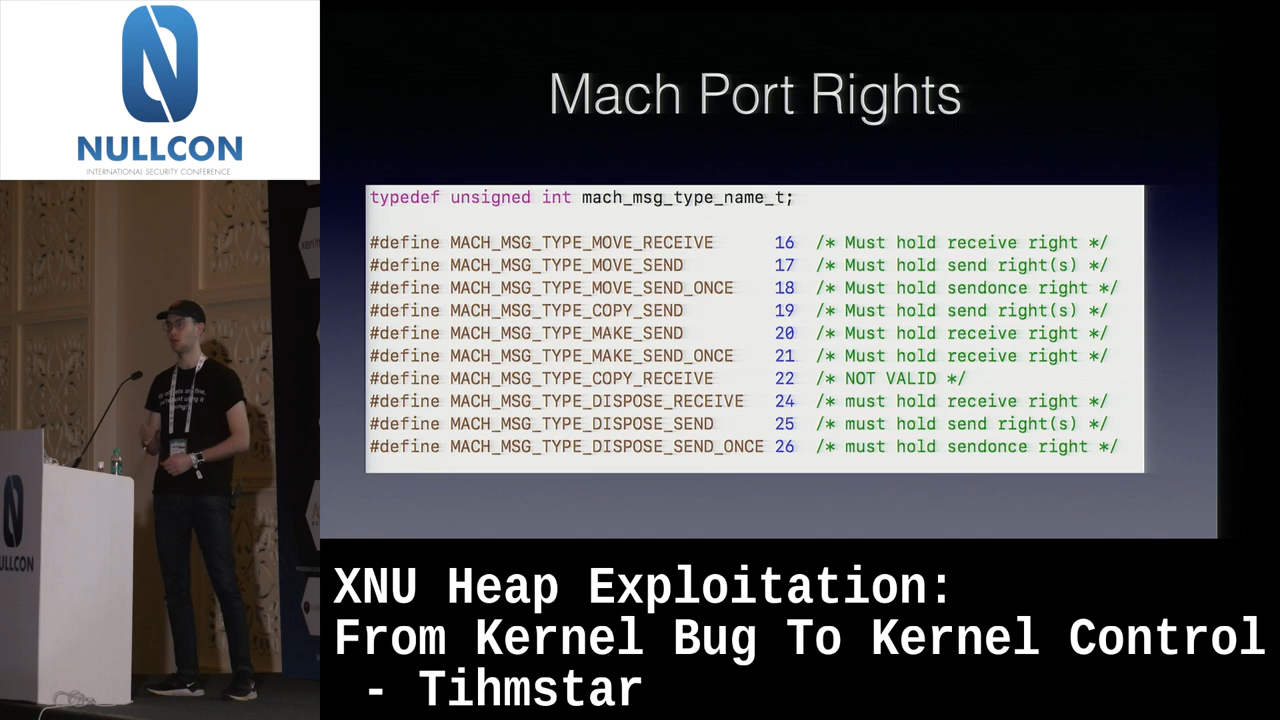 NULLCON
INTERNATIONAL SECURITY CONFERENCE
Mach Port Rights
typedef unsigned int mach_msg_type_name_t;
#define MACH_MSG_TYPE_MOVE_RECEIVE 16 /* Must hold receive right */
#define MACH_MSG_TYPE_MOVE_SEND 17 /* Must hold send right(s) */
#define MACH_MSG_TYPE_MOVE_SEND_ONCE 18 /* Must hold sendonce right */
#define MACH_MSG_TYPE_COPY_SEND 19 /* Must hold send right(s) */
#define MACH_MSG_TYPE_MAKE_SEND 20 /* Must hold receive right */
#define MACH_MSG_TYPE_MAKE_SEND_ONCE 21 /* Must hold receive right */
#define MACH_MSG_TYPE_COPY_RECEIVE 22 /* NOT VALID */
#define MACH_MSG_TYPE_DISPOSE_RECEIVE 24 /* must hold receive right */
#define MACH_MSG_TYPE_DISPOSE_SEND 25 /* must hold send right(s) */
#define MACH_MSG_TYPE_DISPOSE_SEND_ONCE 26 /* must hold sendonce right */
ULLCON
XNU Heap Exploitation:
From Kernel Bug To Kernel Control
- Tihmstar